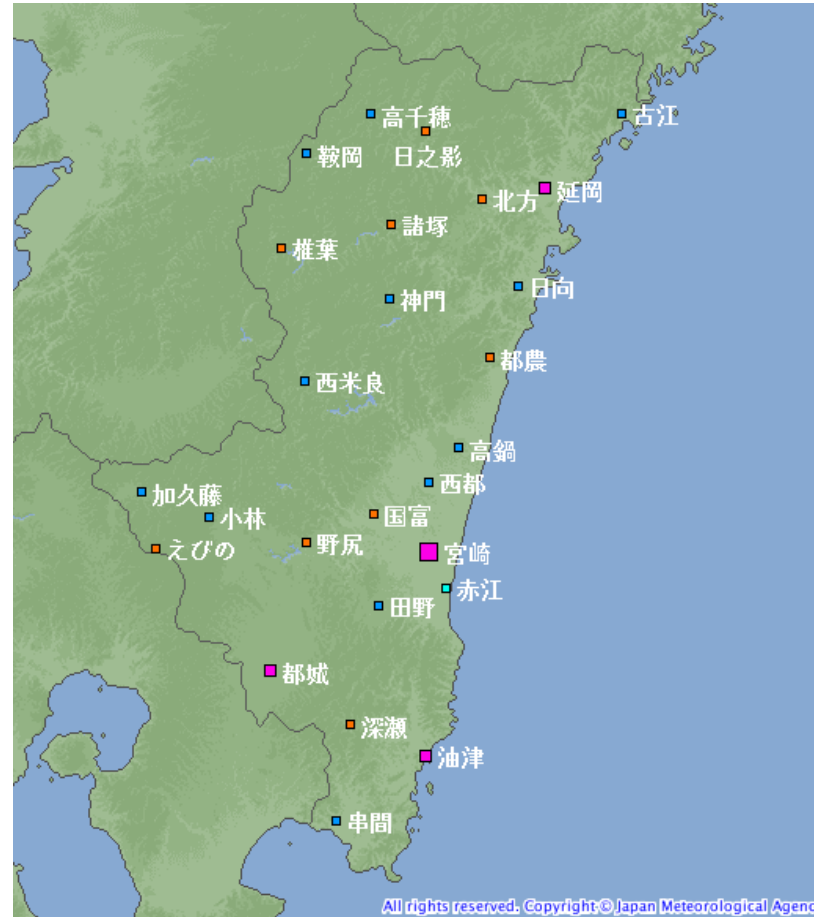 高千穂
古江
日之影
鞍岡
延岡
北方
諸塚
椎葉
日向
神門
都農
西米良
高鍋
西都
加久藤
国富
小林
野尻
えびの
宮崎
赤江
田野
都城
深瀬
油津
串間
All rights reserved. Copyright © Japan Meteorological Agenc